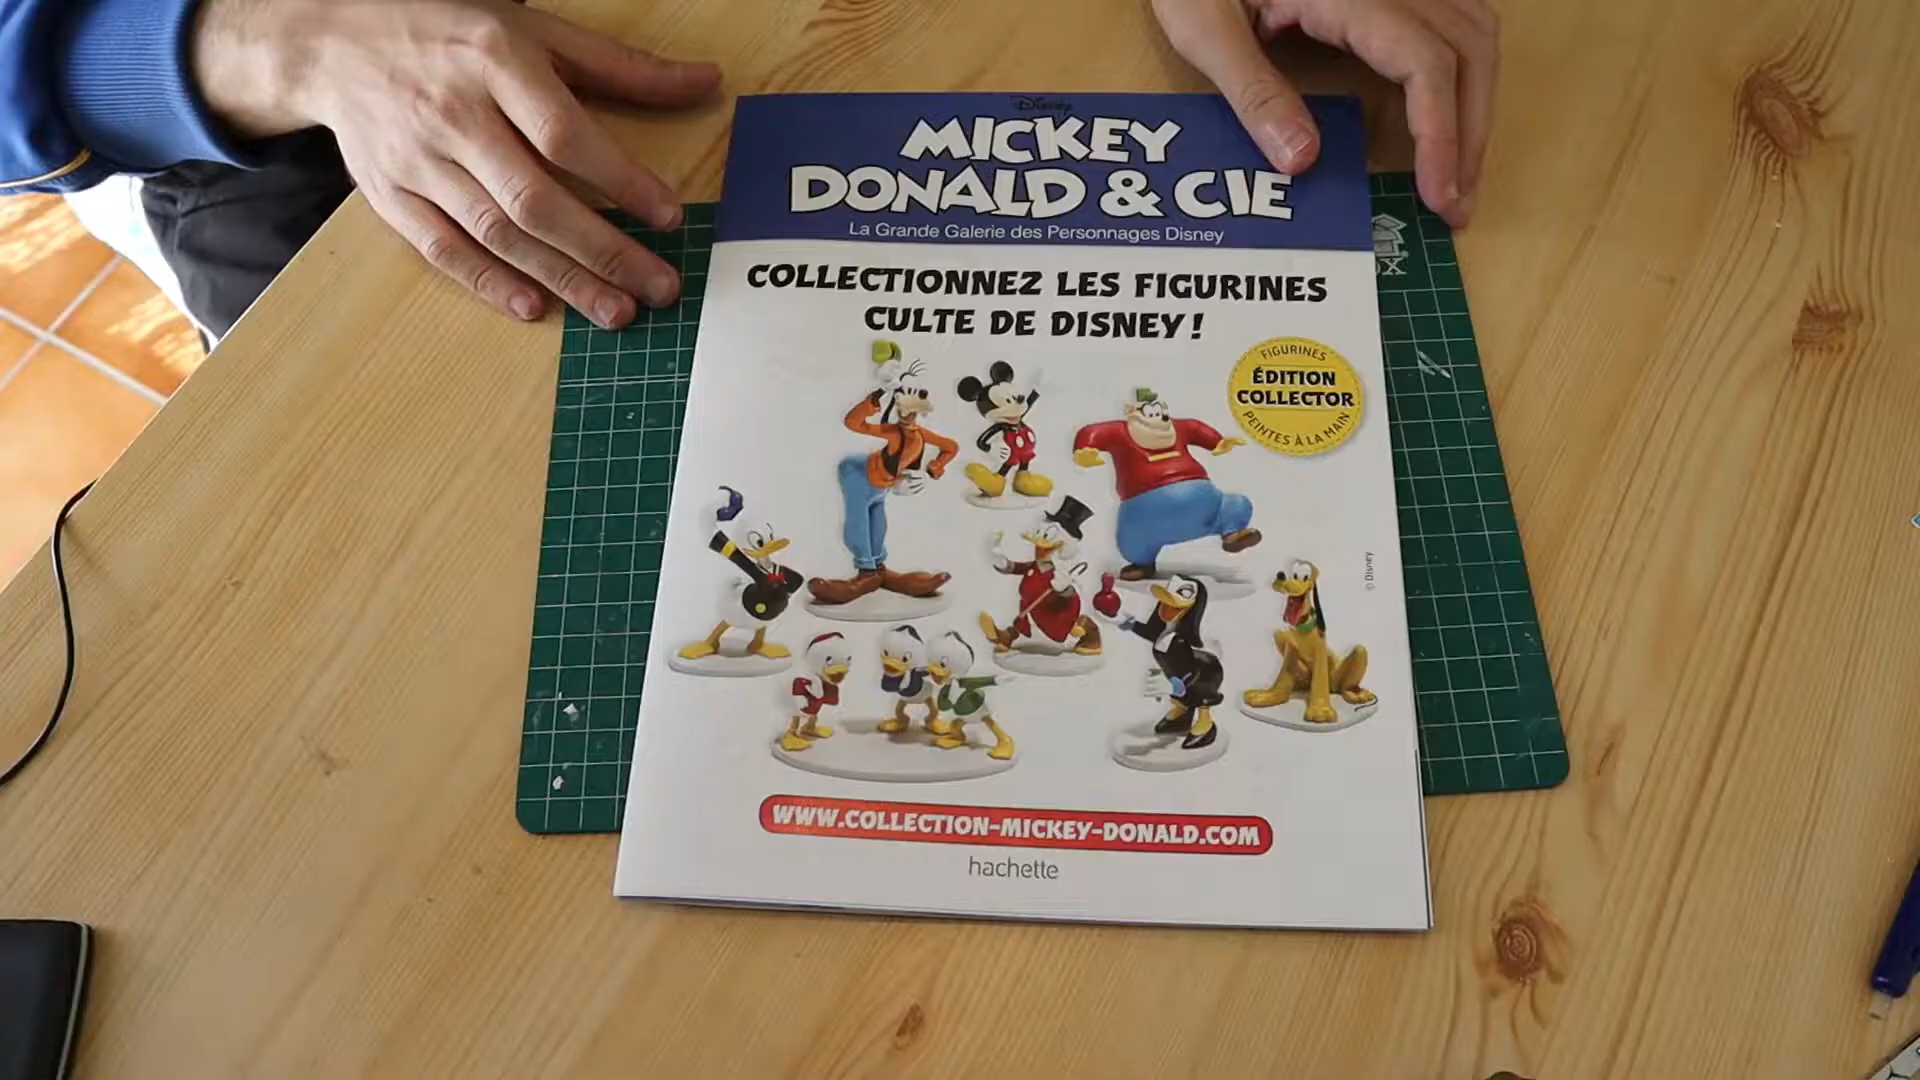 Disney
MICKEY
DONALD & CIE
La Grande Galerie des Personnages Disney
COLLECTIONNEZ LES FIGURINES
CULTE DE DISNEY !
FIGURINES
ÉDITION
COLLECTOR
PEINTES À LA MAIN
© Disney
WWW.COLLECTION-MICKEY-DONALD.COM
hachette